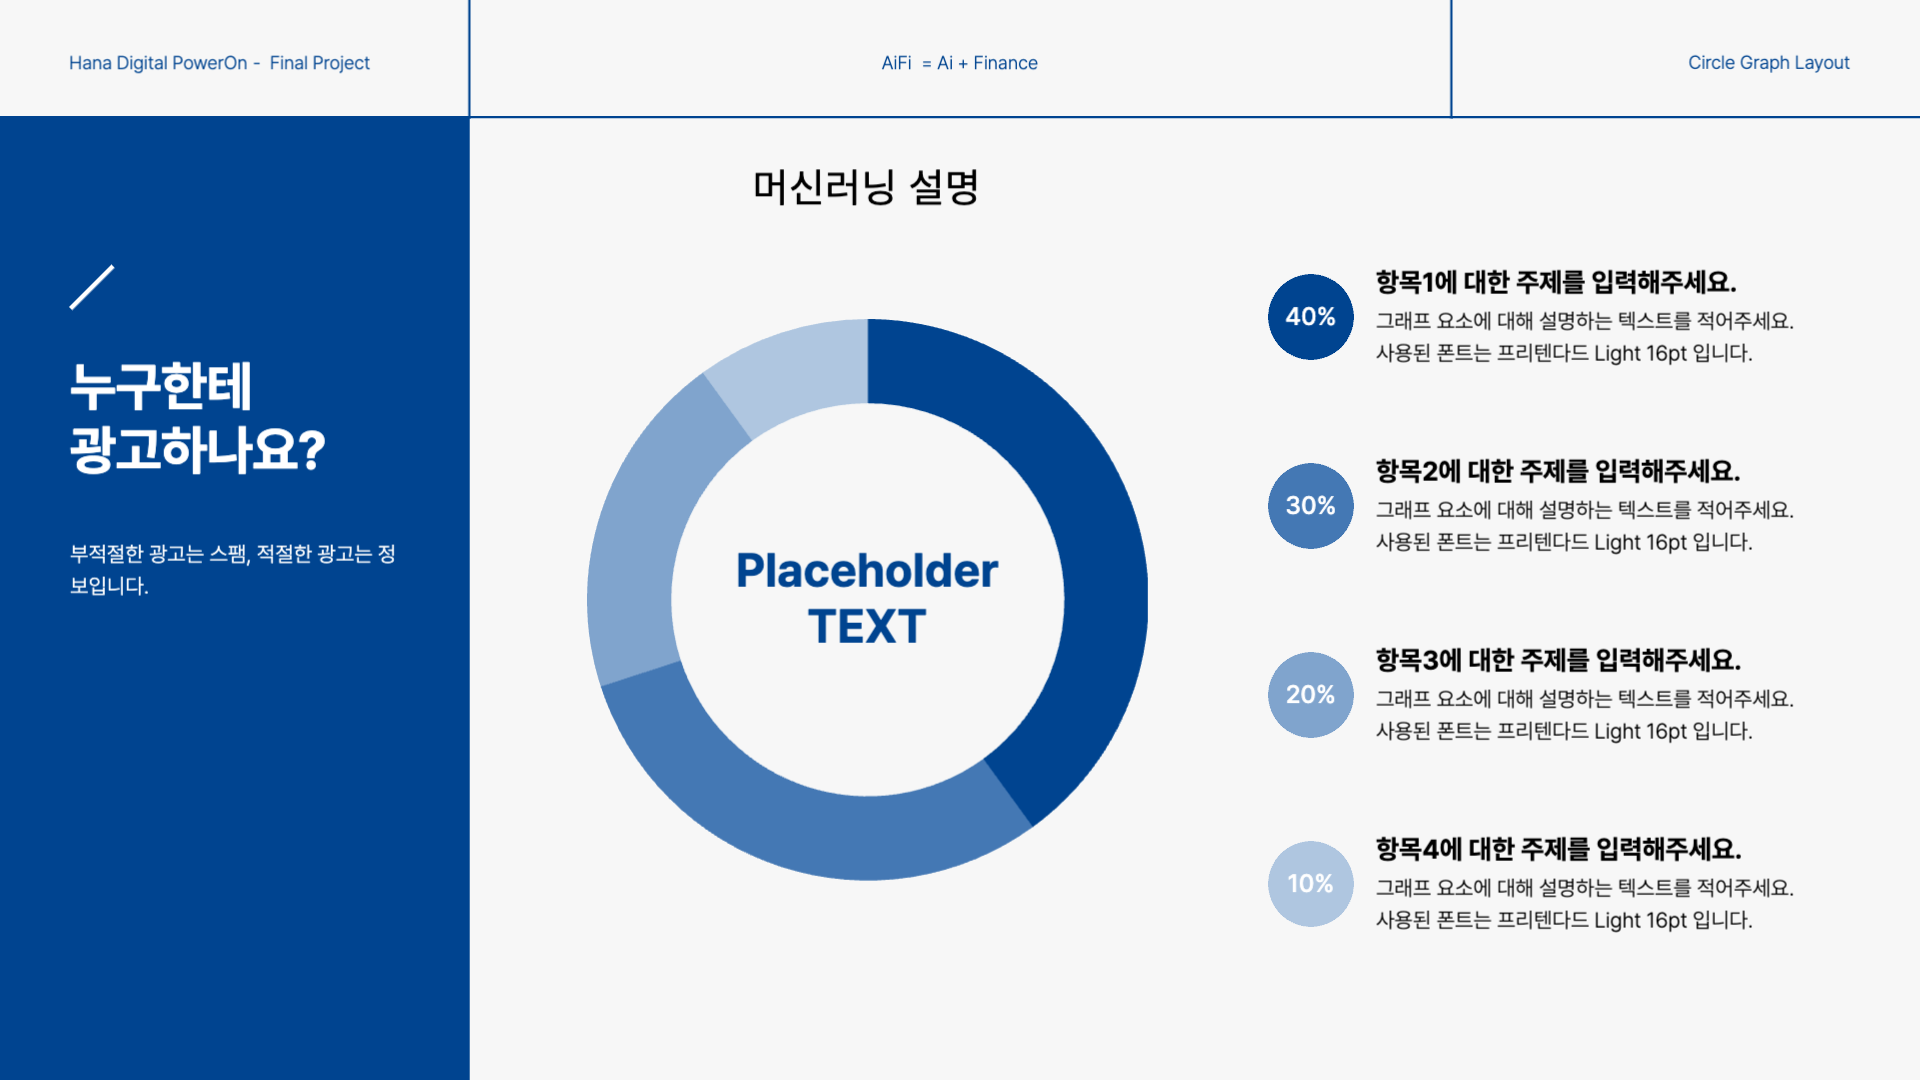 Hana Digital PowerOn -  Final Project
AiFi  = Ai + Finance
Circle Graph Layout
누구한테
광고하나요?
부적절한 광고는 스팸, 적절한 광고는 정
보입니다.
머신러닝 설명
Placeholder
TEXT
40%
항목1에 대한 주제를 입력해주세요.
그래프 요소에 대해 설명하는 텍스트를 적어주세요.
사용된 폰트는 프리텐다드 Light 16pt 입니다.
30%
항목2에 대한 주제를 입력해주세요.
그래프 요소에 대해 설명하는 텍스트를 적어주세요.
사용된 폰트는 프리텐다드 Light 16pt 입니다.
20%
항목3에 대한 주제를 입력해주세요.
그래프 요소에 대해 설명하는 텍스트를 적어주세요.
사용된 폰트는 프리텐다드 Light 16pt 입니다.
10%
항목4에 대한 주제를 입력해주세요.
그래프 요소에 대해 설명하는 텍스트를 적어주세요.
사용된 폰트는 프리텐다드 Light 16pt 입니다.